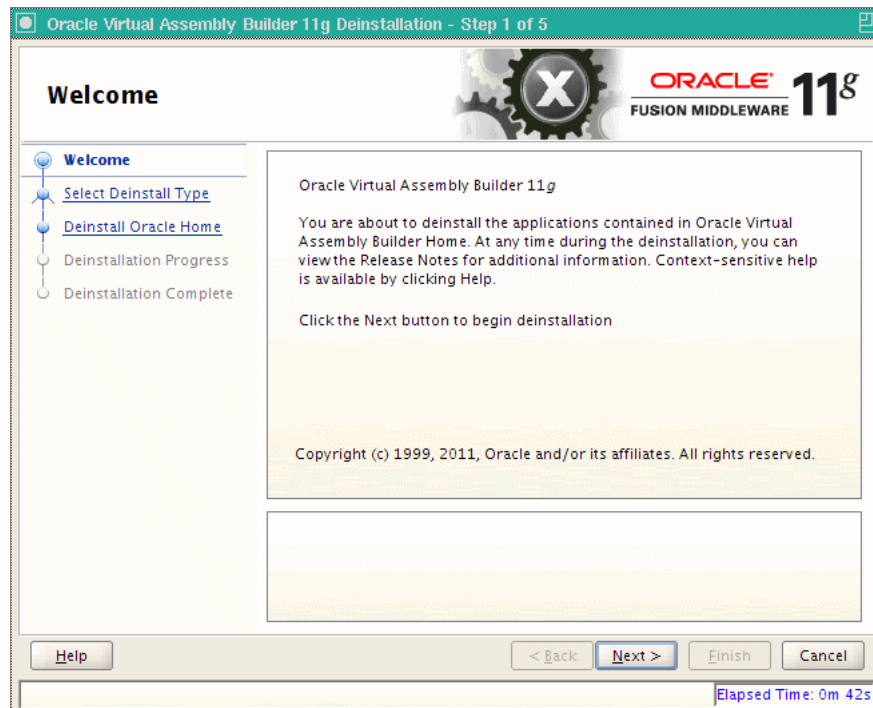 Oracle Virtual Assembly Builder 11g Deinstallation - Step 1 of 5
Welcome
X
ORACLE
FUSION MIDDLEWARE
11g
Welcome
Select Deinstall Type
Deinstall Oracle Home
Deinstallation Progress
Deinstallation Complete
Oracle Virtual Assembly Builder 11g
You are about to deinstall the applications contained in Oracle Virtual
Assembly Builder Home. At any time during the deinstallation, you can
view the Release Notes for additional information. Context-sensitive help
is available by clicking Help.
Click the Next button to begin deinstallation
Copyright (c) 1999, 2011, Oracle and/or its affiliates. All rights reserved.
Help
< Back
Next >
Finish
Cancel
Elapsed Time: 0m 42s